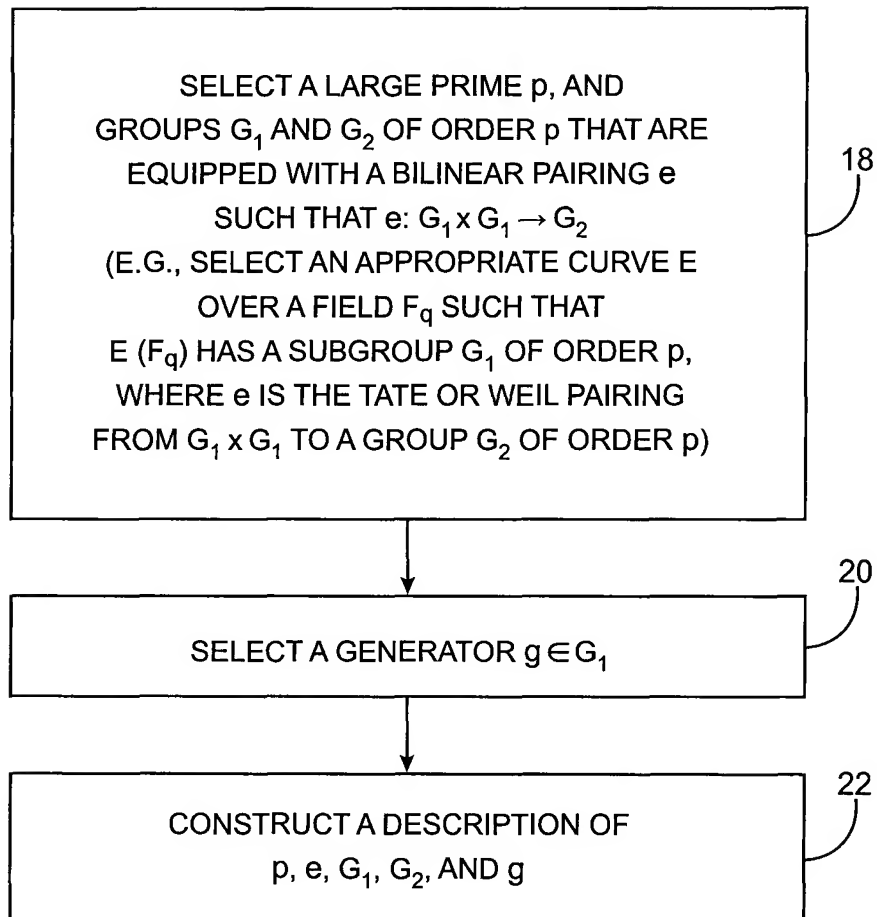 SELECT A LARGE PRIME p, AND
GROUPS G₁ AND G₂ OF ORDER p THAT ARE
EQUIPPED WITH A BILINEAR PAIRING e
SUCH THAT e: G₁ x G₁ → G₂
(E.G., SELECT AN APPROPRIATE CURVE E
OVER A FIELD F_q SUCH THAT
E (F_q) HAS A SUBGROUP G₁ OF ORDER p,
WHERE e IS THE TATE OR WEIL PAIRING
FROM G₁ x G₁ TO A GROUP G₂ OF ORDER p)
18
SELECT A GENERATOR g ∈ G₁
20
CONSTRUCT A DESCRIPTION OF
p, e, G₁, G₂, AND g
22